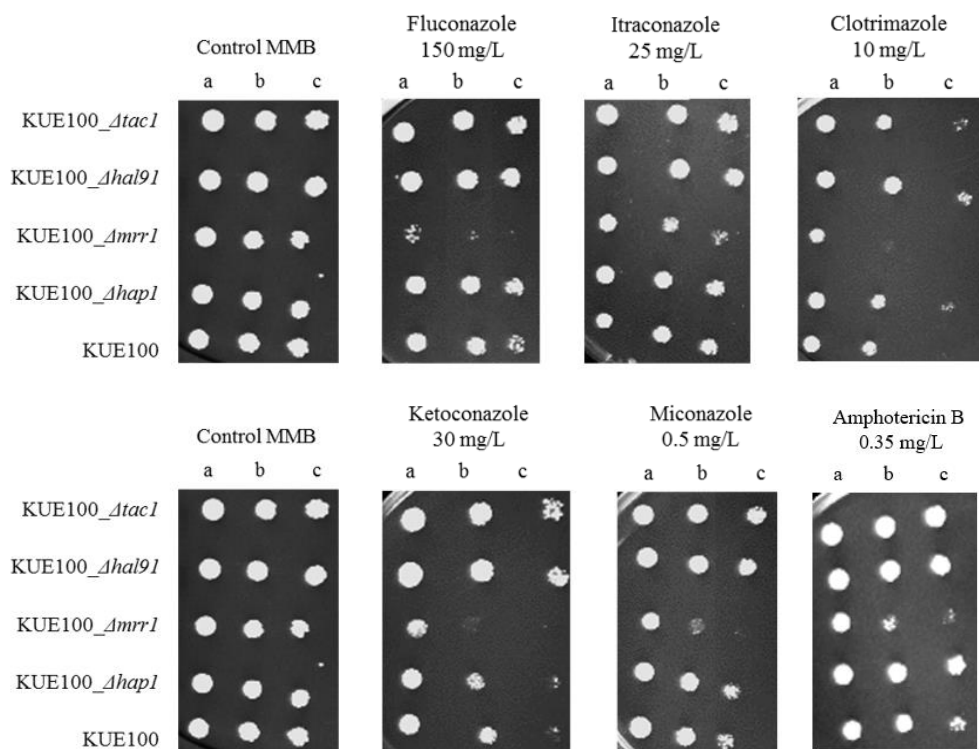 Control MMB
Fluconazole
150 mg/L
Itraconazole
25 mg/L
Clotrimazole
10 mg/L
a b c a b c a b c a b c
KUE100_Δtac1
KUE100_Δhal91
KUE100_Δmrr1
KUE100_Δhap1
KUE100
Control MMB
Ketoconazole
30 mg/L
Miconazole
0.5 mg/L
Amphotericin B
0.35 mg/L
a b c a b c a b c a b c
KUE100_Δtac1
KUE100_Δhal91
KUE100_Δmrr1
KUE100_Δhap1
KUE100